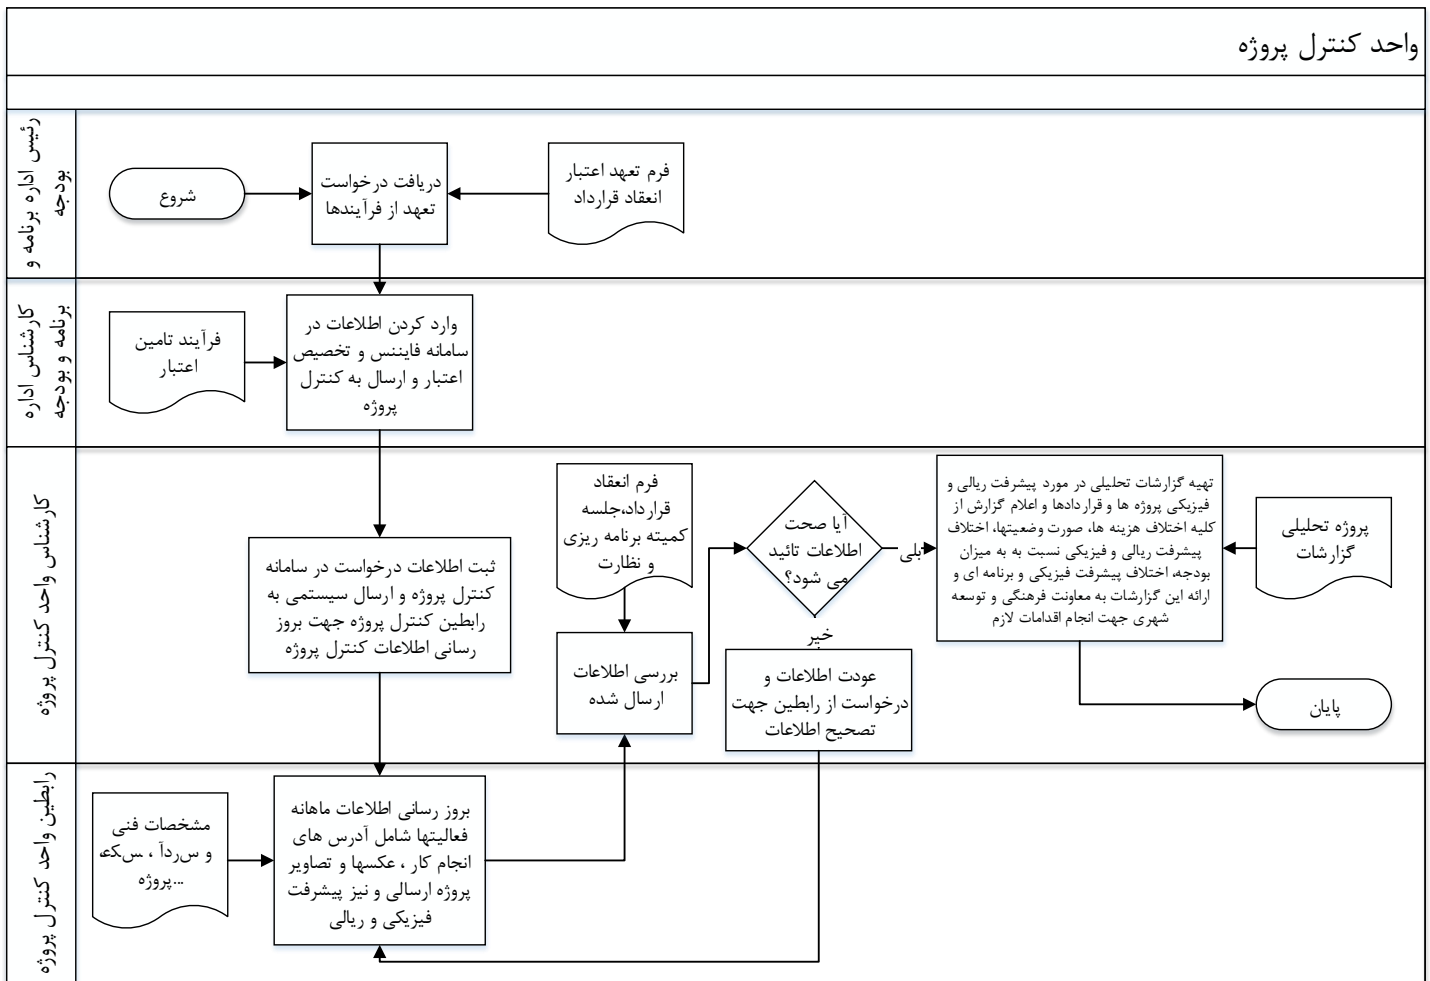 واحد کنترل پروژه
رئیس اداره برنامه و
بودجه
شروع
دریافت درخواست
تعهد از فرآیندها
فرم تعهد اعتبار
انعقاد قرارداد
کارشناس اداره
برنامه و بودجه
فرآیند تامین
اعتبار
وارد کردن اطلاعات در
سامانه فایننس و تخصیص
اعتبار و ارسال به کنترل
پروژه
کارشناس واحد کنترل پروژه
ثبت اطلاعات درخواست در سامانه
کنترل پروژه و ارسال سیستمی به
رابطین کنترل پروژه جهت بروز
رسانی اطلاعات کنترل پروژه
فرم انعقاد
قرارداد،جلسه
کمیته برنامه ریزی
و نظارت
بررسی اطلاعات
ارسال شده
آیا صحت
اطلاعات تائید
می شود؟
بلی
خیر
عودت اطلاعات و
درخواست از رابطین جهت
تصحیح اطلاعات
تهیه گزارشات تحلیلی در مورد پیشرفت ریالی و
فیزیکی پروژه ها و قراردادها و اعلام گزارش از
کلیه اختلاف هزینه ها، صورت وضعیتها، اختلاف
پیشرفت ریالی و فیزیکی نسبت به به میزان
بودجه، اختلاف پیشرفت فیزیکی و برنامه ای و
ارائه این گزارشات به معاونت فرهنگی و توسعه
شهری جهت انجام اقدامات لازم
پروژه تحلیلی
گزارشات
پایان
رابطین واحد کنترل پروژه
مشخصات فنی
و س‌ردآ ، س‌کع
پروژه...
بروز رسانی اطلاعات ماهانه
فعالیتها شامل آدرس های
انجام کار ، عکسها و تصاویر
پروژه ارسالی و نیز پیشرفت
فیزیکی و ریالی